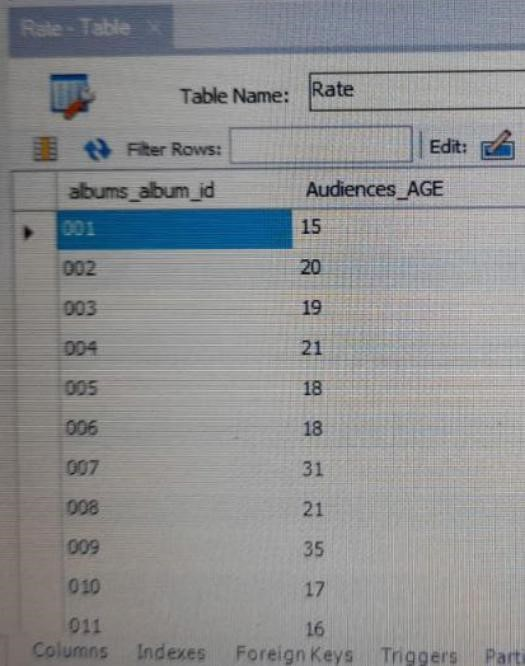 Rate - Table ×
Table Name: Rate
Filter Rows: Edit:
albums_album_id Audiences_AGE
001 15
002 20
003 19
004 21
005 18
006 18
007 31
008 21
009 35
010 17
011 16
Columns Indexes Foreign Keys Triggers Parti